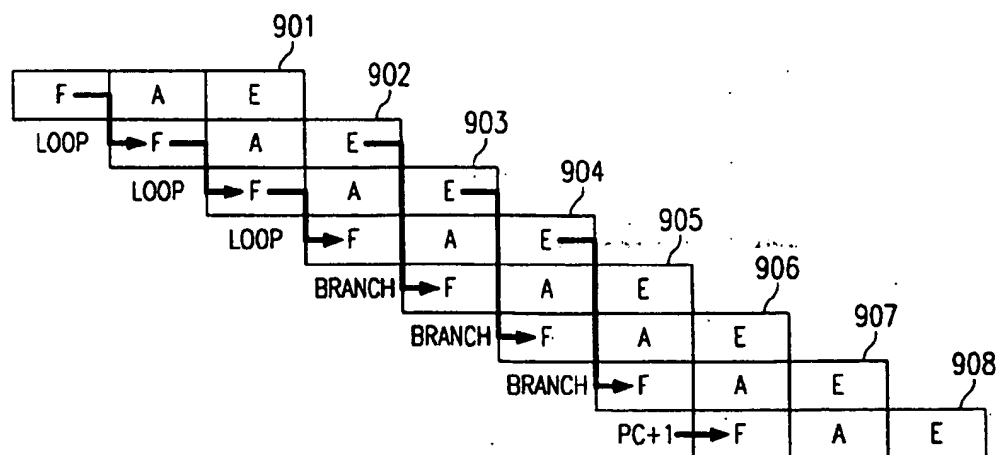 901
F A E
902
LOOP F A E
903
LOOP F A E
904
LOOP F A E
905
BRANCH F A E
906
BRANCH F A E
907
BRANCH F A E
908
PC+1 F A E